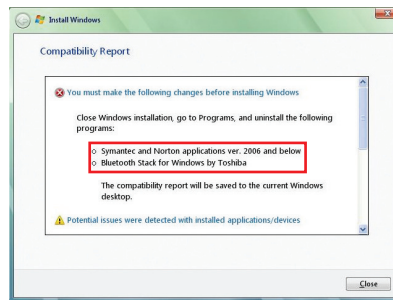 Install Windows
Compatibility Report
You must make the following changes before installing Windows
Close Windows installation, go to Programs, and uninstall the following
programs:
o Symantec and Norton applications ver. 2006 and below
o Bluetooth Stack for Windows by Toshiba
The compatibility report will be saved to the current Windows
desktop.
Potential issues were detected with installed applications/devices
Close